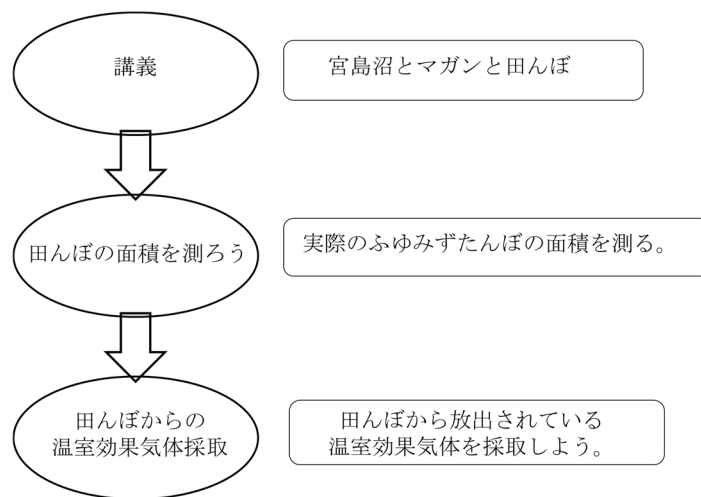 講義
宮島沼とマガンと田んぼ
田んぼの面積を測ろう
実際のふゆみずたんぼの面積を測る。
田んぼからの
温室効果気体採取
田んぼから放出されている
温室効果気体を採取しよう。